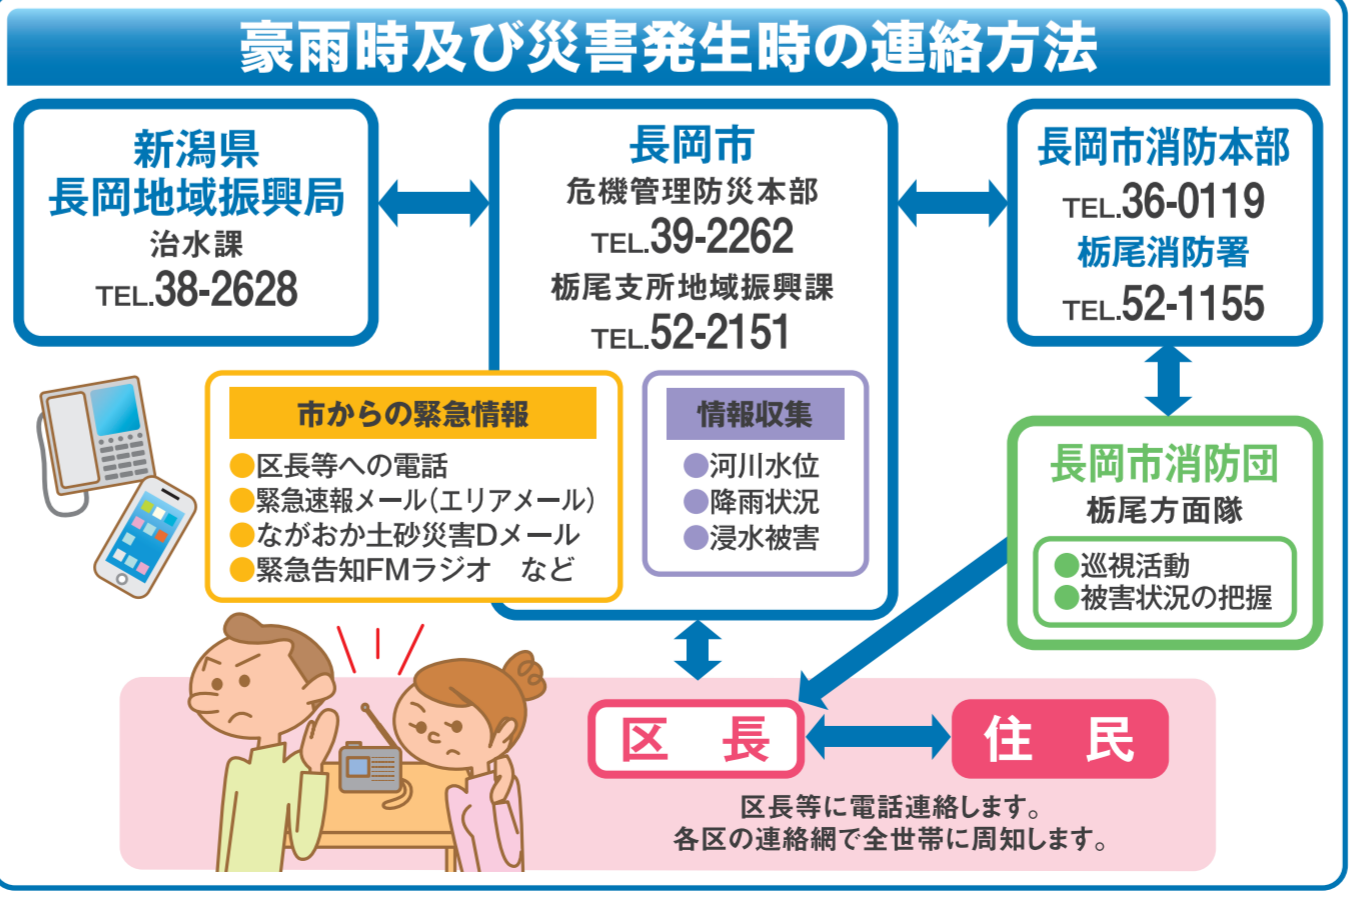 豪雨時及び災害発生時の連絡方法
新潟県
長岡地域振興局
治水課
TEL.38-2628
長岡市
危機管理防災本部
TEL.39-2262
栃尾支所地域振興課
TEL.52-2151
長岡市消防本部
TEL.36-0119
栃尾消防署
TEL.52-1155
市からの緊急情報
●区長等への電話
●緊急速報メール(エリアメール)
●ながおか土砂災害Dメール
●緊急告知FMラジオ　など
情報収集
●河川水位
●降雨状況
●浸水被害
長岡市消防団
栃尾方面隊
●巡視活動
●被害状況の把握
区　長
住　民
区長等に電話連絡します。
各区の連絡網で全世帯に周知します。